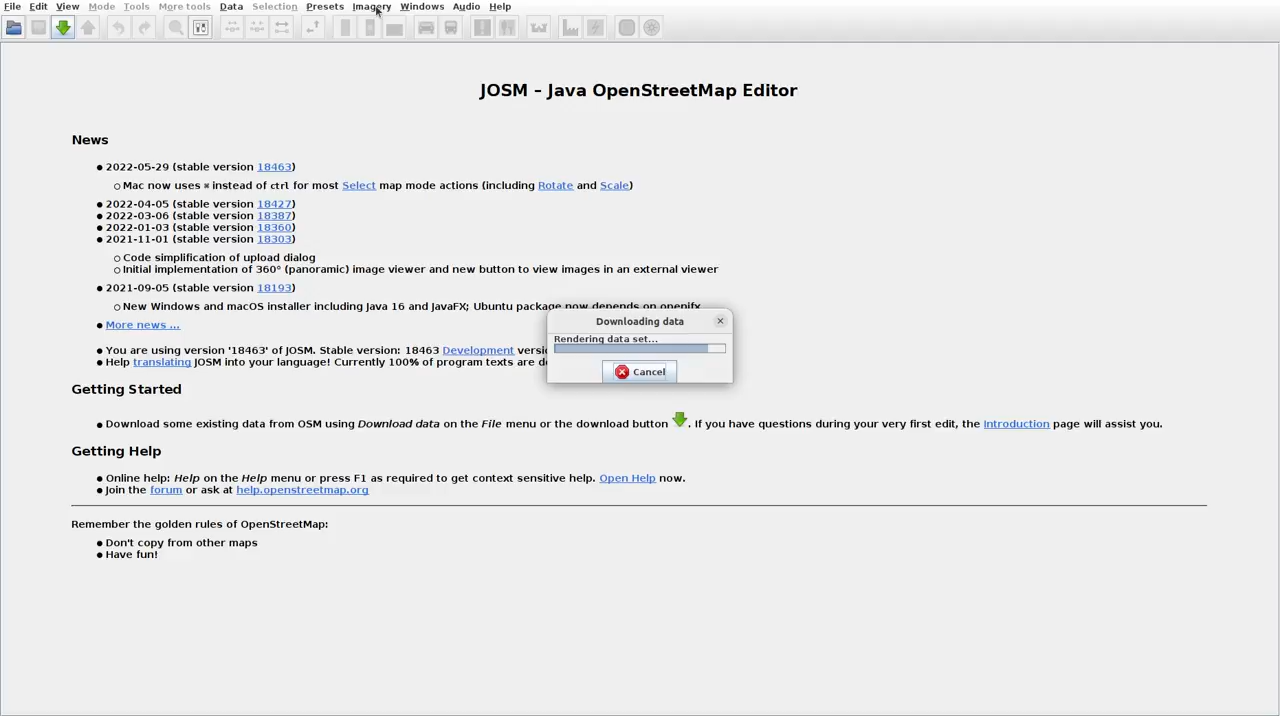 File Edit View Mode Tools More tools Data Selection Presets Imagery Windows Audio Help
JOSM – Java OpenStreetMap Editor
News
● 2022-05-29 (stable version 18463)
○ Mac now uses ⌘ instead of ctrl for most Select map mode actions (including Rotate and Scale)
● 2022-04-05 (stable version 18427)
● 2022-03-06 (stable version 18387)
● 2022-01-03 (stable version 18360)
● 2021-11-01 (stable version 18303)
○ Code simplification of upload dialog
○ Initial implementation of 360° (panoramic) image viewer and new button to view images in an external viewer
● 2021-09-05 (stable version 18193)
○ New Windows and macOS installer including Java 16 and JavaFX; Ubuntu package now depends on openjfx
● More news ...
Downloading data
Rendering data set...
Cancel
● You are using version '18463' of JOSM. Stable version: 18463 Development
● Help translating JOSM into your language! Currently 100% of program texts are
Getting Started
● Download some existing data from OSM using Download data on the File menu or the download button . If you have questions during your very first edit, the Introduction page will assist you.
Getting Help
● Online help: Help on the Help menu or press F1 as required to get context sensitive help. Open Help now.
● Join the forum or ask at help.openstreetmap.org
Remember the golden rules of OpenStreetMap:
● Don't copy from other maps
● Have fun!